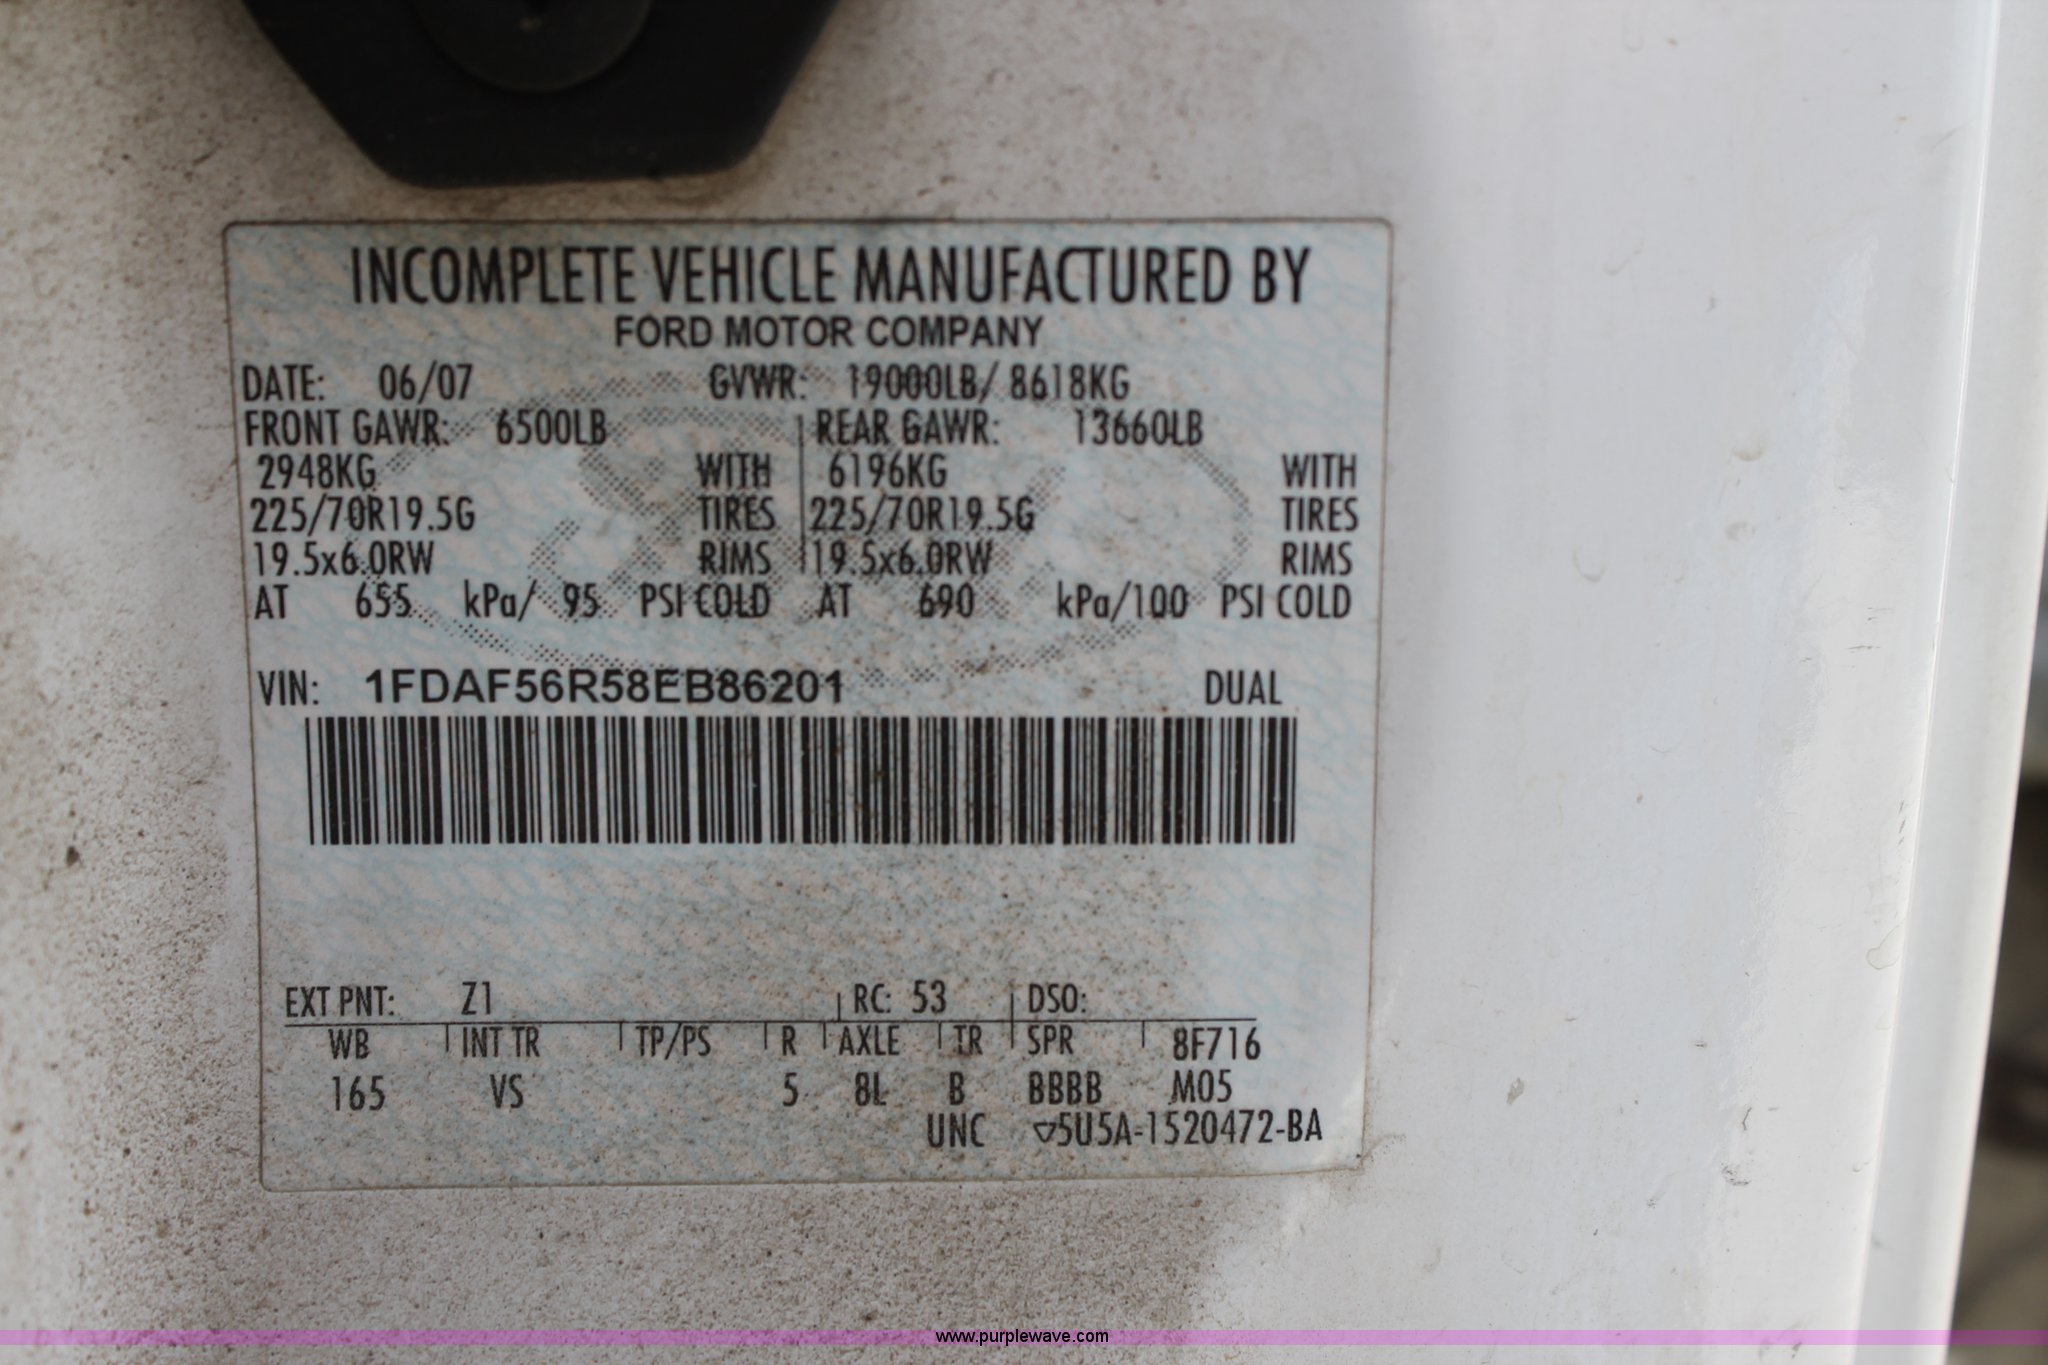 INCOMPLETE VEHICLE MANUFACTURED BY
FORD MOTOR COMPANY
DATE: 06/07 GVWR: 19000LB/ 8618KG
FRONT GAWR: 6500LB REAR GAWR: 13660LB
2948KG WITH 6196KG WITH
225/70R19.5G TIRES 225/70R19.5G TIRES
19.5x6.0RW RIMS 19.5x6.0RW RIMS
AT 655 kPa/ 95 PSI COLD AT 690 kPa/100 PSI COLD
VIN: 1FDAF56R58EB86201 DUAL
EXT PNT: Z1 RC: 53 DSO:
WB INT TR TP/PS R AXLE TR SPR 8F716
165 VS 5 8L B BBBB M05
UNC ▽5U5A-1520472-BA
www.purplewave.com